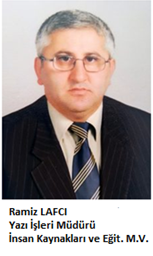 Ramiz LAFCI
Yazı İşleri Müdürü
İnsan Kaynakları ve Eğit. M.V.